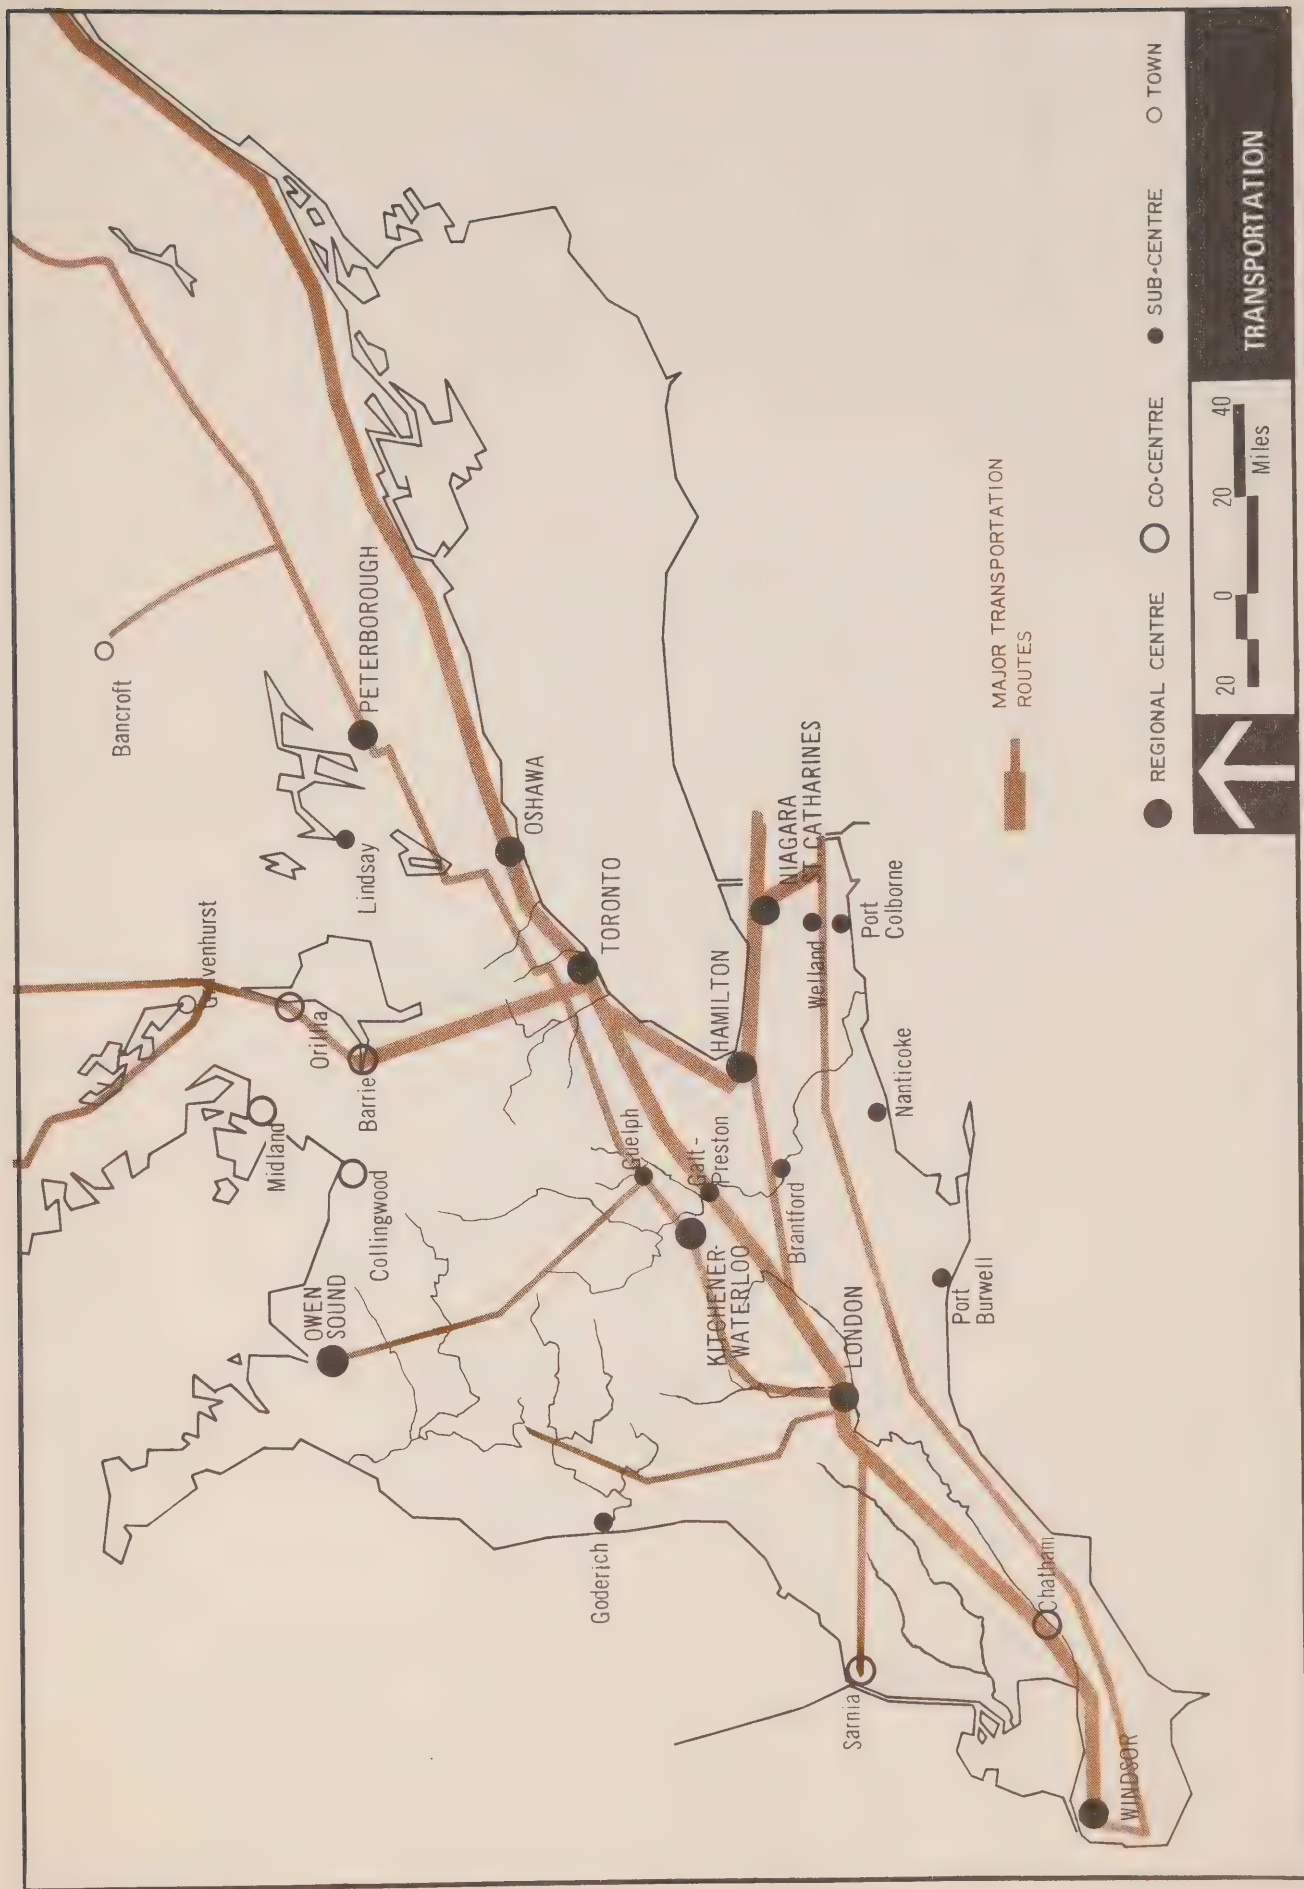 Bancroft
PETERBOROUGH
Lindsay
OSHAWA
Gravenhurst
Orillia
Barrie
Midland
Collingwood
OWEN
SOUND
TORONTO
Guelph
Galt-
Preston
KITCHENER-
WATERLOO
HAMILTON
NIAGARA
ST. CATHARINES
Welland
Port
Colborne
Nanticoke
Brantford
Port
Burwell
LONDON
Goderich
Sarnia
Chatham
WINDSOR
MAJOR TRANSPORTATION
ROUTES
REGIONAL CENTRE
CO-CENTRE
SUB-CENTRE
TOWN
20 0 20 40
Miles
TRANSPORTATION